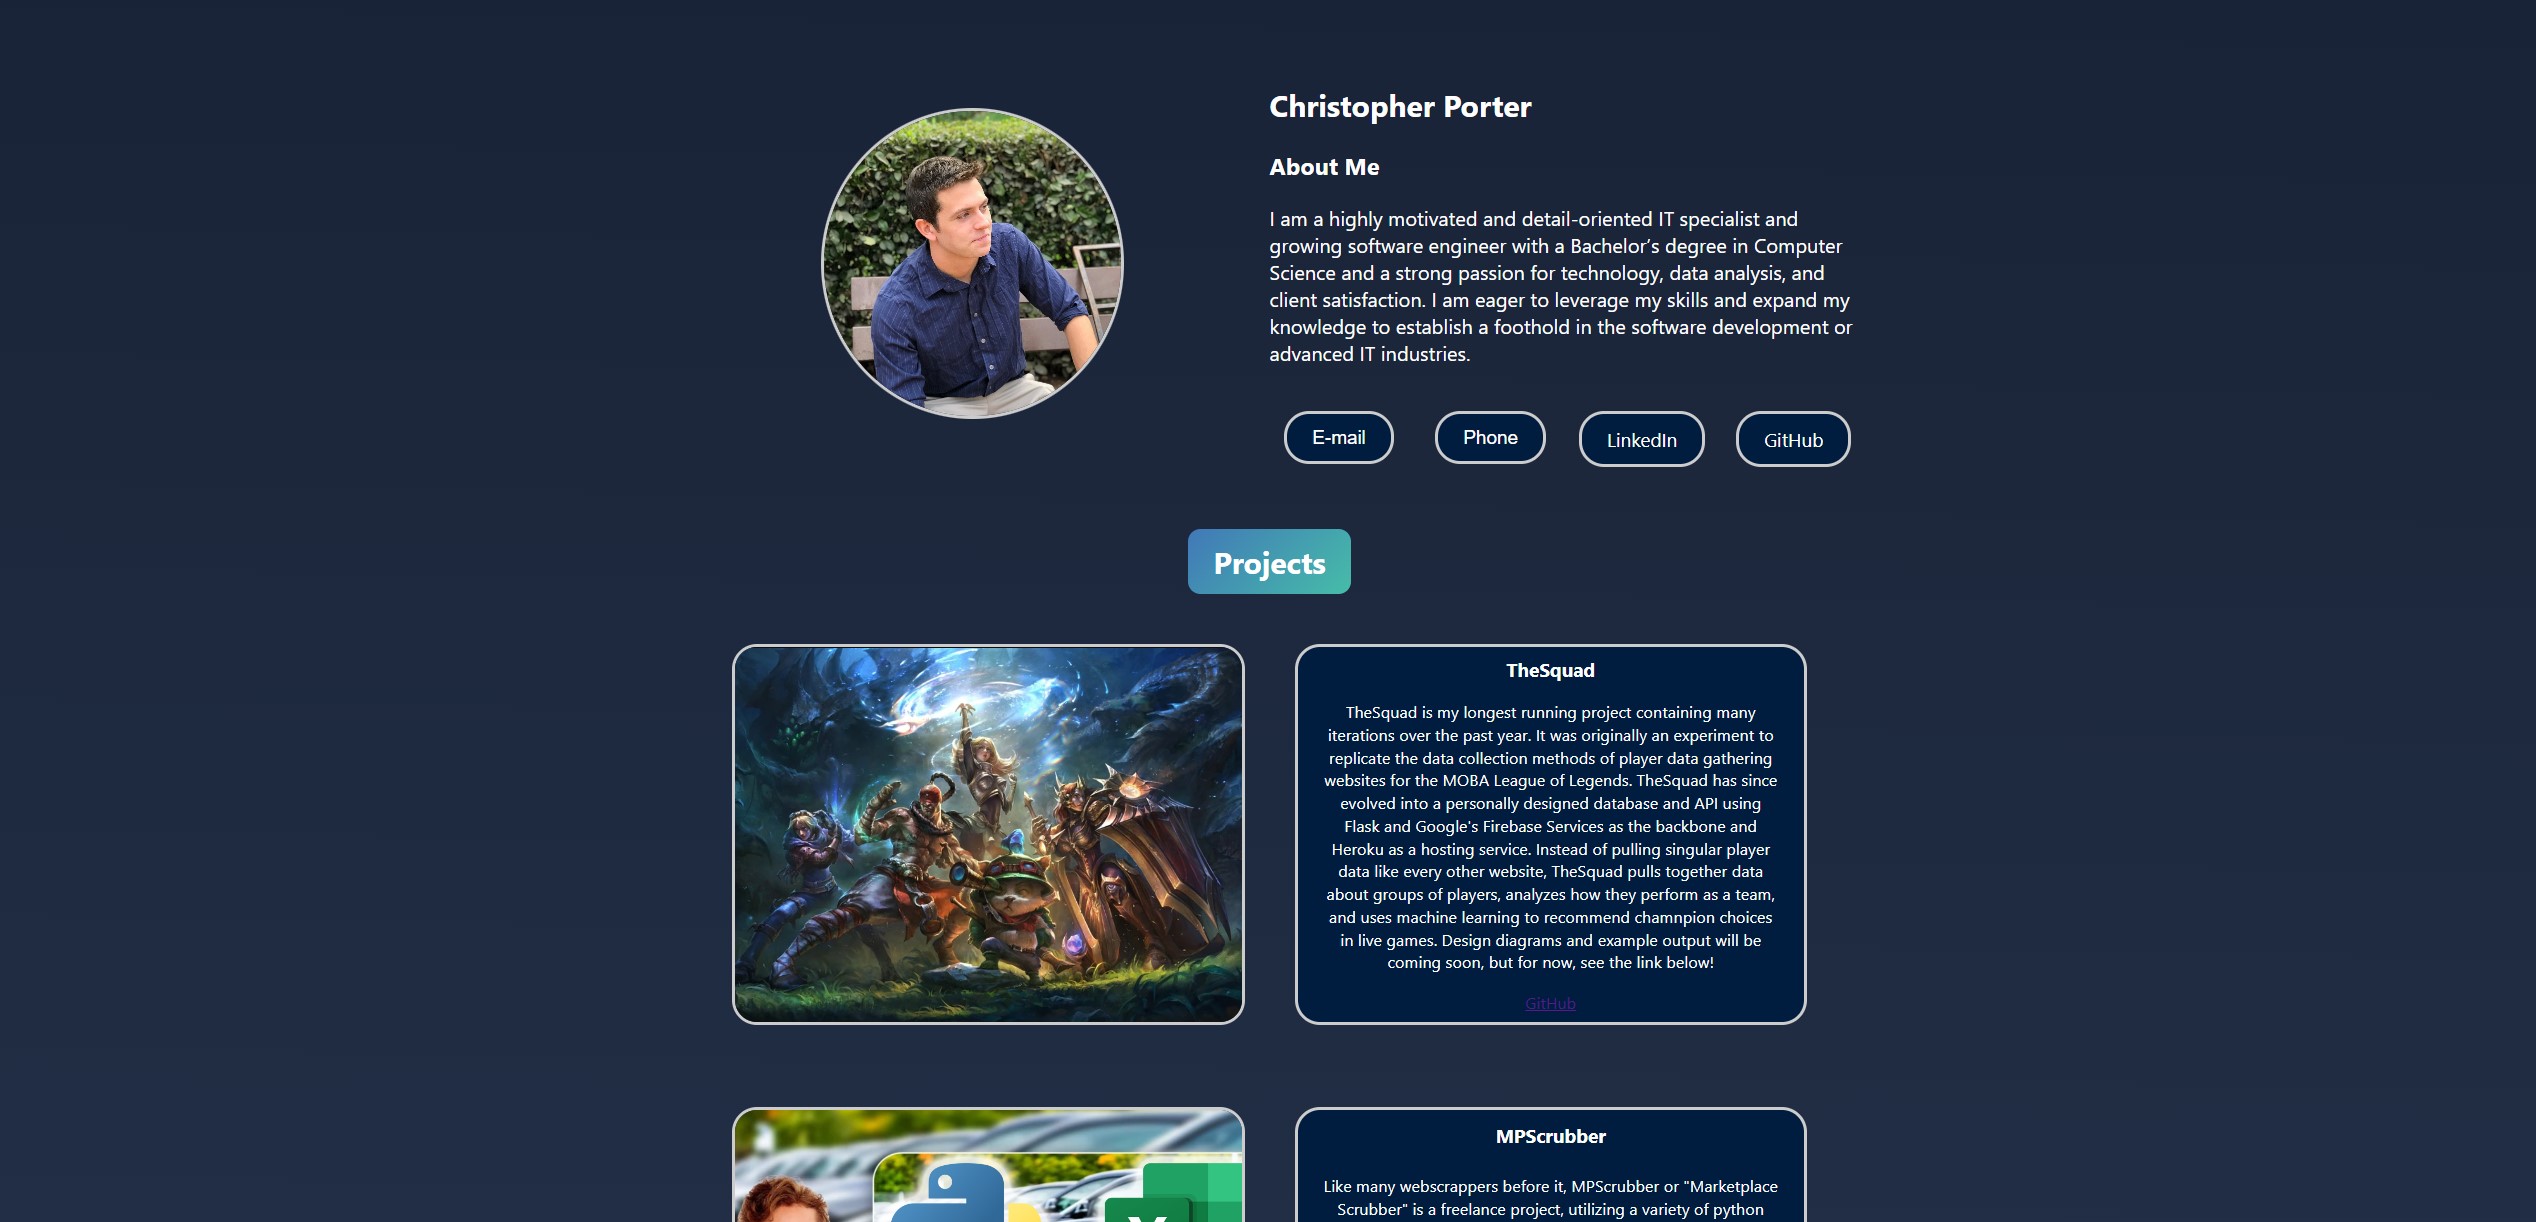 Christopher Porter
About Me
I am a highly motivated and detail-oriented IT specialist and
growing software engineer with a Bachelor’s degree in Computer
Science and a strong passion for technology, data analysis, and
client satisfaction. I am eager to leverage my skills and expand my
knowledge to establish a foothold in the software development or
advanced IT industries.
E-mail
Phone
LinkedIn
GitHub
Projects
TheSquad
TheSquad is my longest running project containing many
iterations over the past year. It was originally an experiment to
replicate the data collection methods of player data gathering
websites for the MOBA League of Legends. TheSquad has since
evolved into a personally designed database and API using
Flask and Google's Firebase Services as the backbone and
Heroku as a hosting service. Instead of pulling singular player
data like every other website, TheSquad pulls together data
about groups of players, analyzes how they perform as a team,
and uses machine learning to recommend chamnpion choices
in live games. Design diagrams and example output will be
coming soon, but for now, see the link below!
GitHub
MPScrubber
Like many webscrappers before it, MPScrubber or "Marketplace
Scrubber" is a freelance project, utilizing a variety of python